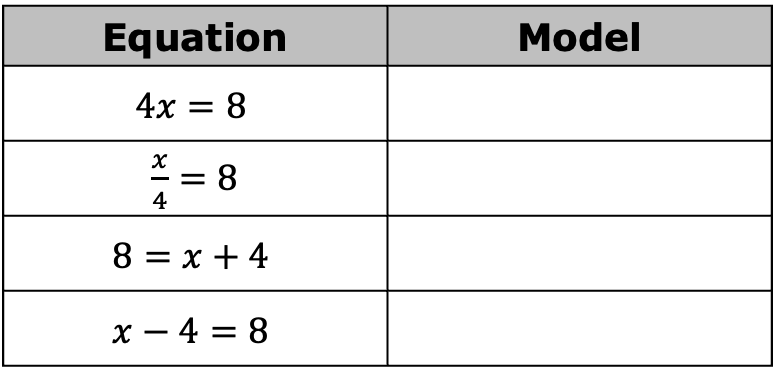 Equation Model
4x = 8
x/4 = 8
8 = x + 4
x − 4 = 8